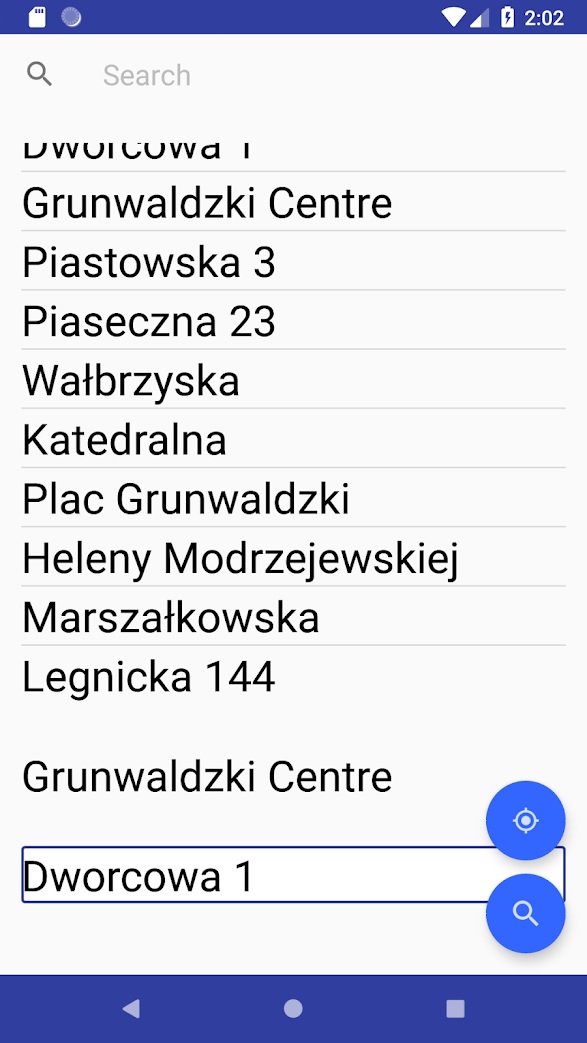 2:02
Search
Dworcowa 1
Grunwaldzki Centre
Piastowska 3
Piaseczna 23
Wałbrzyska
Katedralna
Plac Grunwaldzki
Heleny Modrzejewskiej
Marszałkowska
Legnicka 144
Grunwaldzki Centre
Dworcowa 1